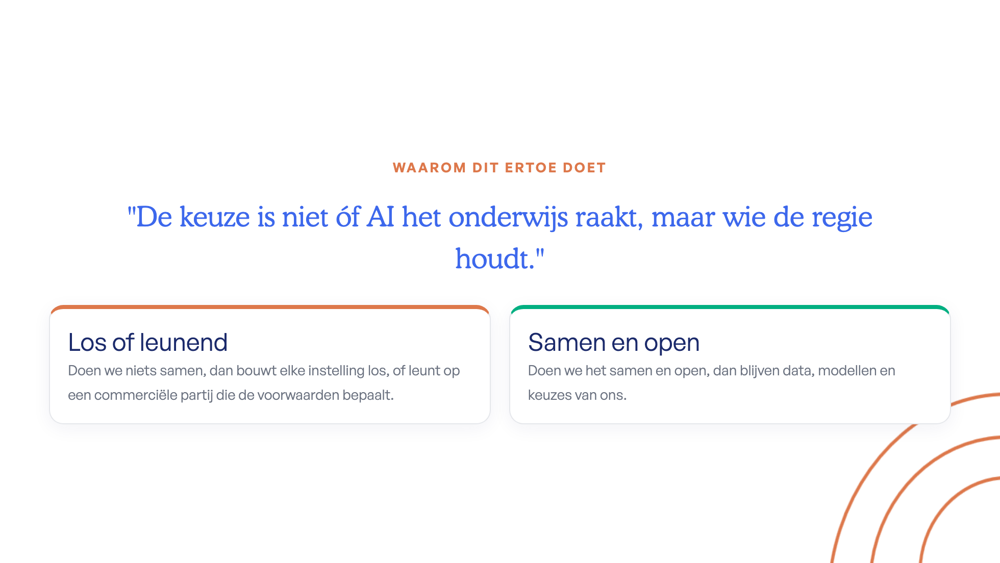 WAAROM DIT ERTOE DOET
"De keuze is niet óf AI het onderwijs raakt, maar wie de regie
houdt."
Los of leunend
Doen we niets samen, dan bouwt elke instelling los, of leunt op
een commerciële partij die de voorwaarden bepaalt.
Samen en open
Doen we het samen en open, dan blijven data, modellen en
keuzes van ons.